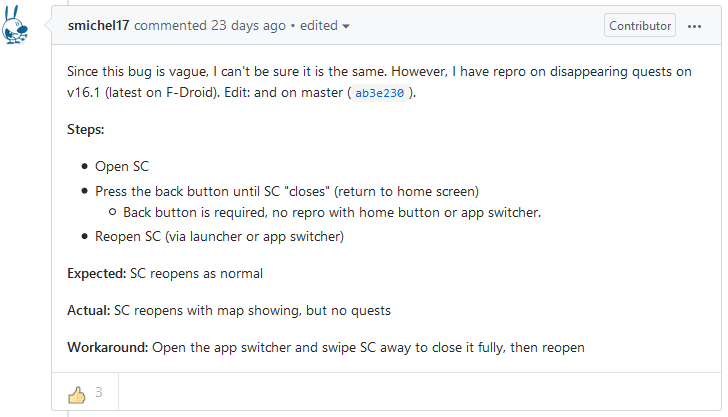 smichel17 commented 23 days ago • edited
Contributor
Since this bug is vague, I can't be sure it is the same. However, I have repro on disappearing quests on
v16.1 (latest on F-Droid). Edit: and on master ( ab3e230 ).
Steps:
Open SC
Press the back button until SC "closes" (return to home screen)
Back button is required, no repro with home button or app switcher.
Reopen SC (via launcher or app switcher)
Expected: SC reopens as normal
Actual: SC reopens with map showing, but no quests
Workaround: Open the app switcher and swipe SC away to close it fully, then reopen
3